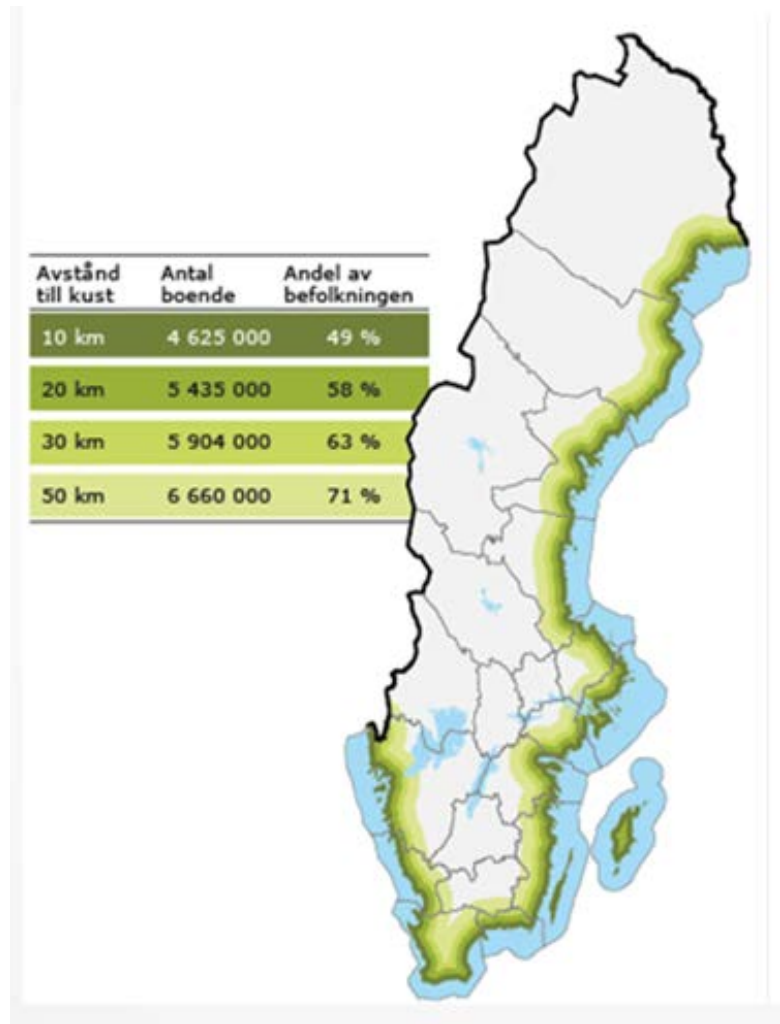 Avstånd till kust Antal boende Andel av befolkningen
10 km 4 625 000 49 %
20 km 5 435 000 58 %
30 km 5 904 000 63 %
50 km 6 660 000 71 %